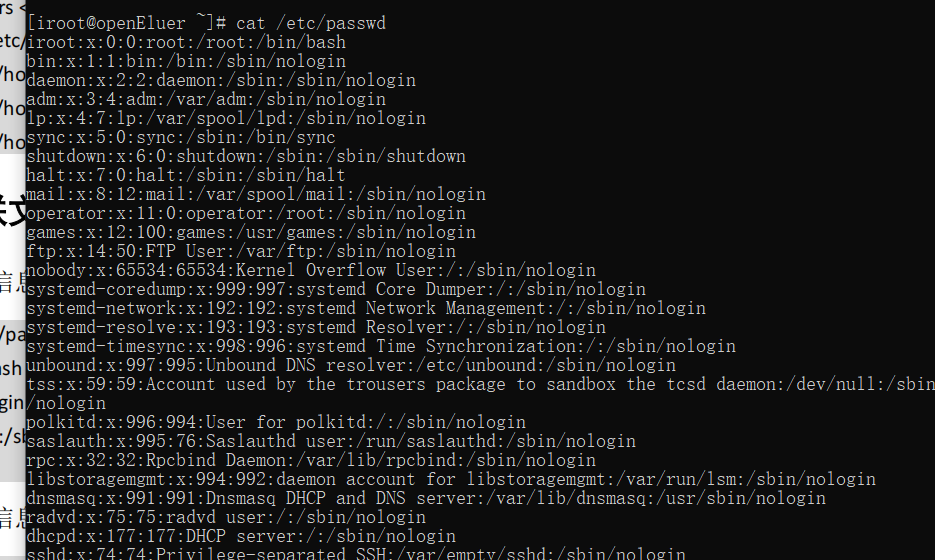 rs <
[iroot@openEluer ~]# cat /etc/passwd
iroot:x:0:0:root:/root:/bin/bash
etc/
bin:x:1:1:bin:/bin:/sbin/nologin
/ho
daemon:x:2:2:daemon:/sbin:/sbin/nologin
adm:x:3:4:adm:/var/adm:/sbin/nologin
/ho
lp:x:4:7:lp:/var/spool/lpd:/sbin/nologin
sync:x:5:0:sync:/sbin:/bin/sync
/ho
shutdown:x:6:0:shutdown:/sbin:/sbin/shutdown
halt:x:7:0:halt:/sbin:/sbin/halt
mail:x:8:12:mail:/var/spool/mail:/sbin/nologin
operator:x:11:0:operator:/root:/sbin/nologin
games:x:12:100:games:/usr/games:/sbin/nologin
ftp:x:14:50:FTP User:/var/ftp:/sbin/nologin
nobody:x:65534:65534:Kernel Overflow User:/:/sbin/nologin
信息
systemd-coredump:x:999:997:systemd Core Dumper:/:/sbin/nologin
systemd-network:x:192:192:systemd Network Management:/:/sbin/nologin
systemd-resolve:x:193:193:systemd Resolver:/:/sbin/nologin
/pa
systemd-timesync:x:998:996:systemd Time Synchronization:/:/sbin/nologin
unbound:x:997:995:Unbound DNS resolver:/etc/unbound:/sbin/nologin
ash
tss:x:59:59:Account used by the trousers package to sandbox the tcsd daemon:/dev/null:/sbin
/nologin
gin
polkitd:x:996:994:User for polkitd:/:/sbin/nologin
:/sb
saslauth:x:995:76:Saslauthd user:/run/saslauthd:/sbin/nologin
rpc:x:32:32:Rpcbind Daemon:/var/lib/rpcbind:/sbin/nologin
libstoragemgmt:x:994:992:daemon account for libstoragemgmt:/var/run/lsm:/sbin/nologin
dnsmasq:x:991:991:Dnsmasq DHCP and DNS server:/var/lib/dnsmasq:/usr/sbin/nologin
信息
radvd:x:75:75:radvd user:/:/sbin/nologin
dhcpd:x:177:177:DHCP server:/:/sbin/nologin
sshd:x:74:74:Privilege-separated SSH:/var/empty/sshd:/sbin/nologin